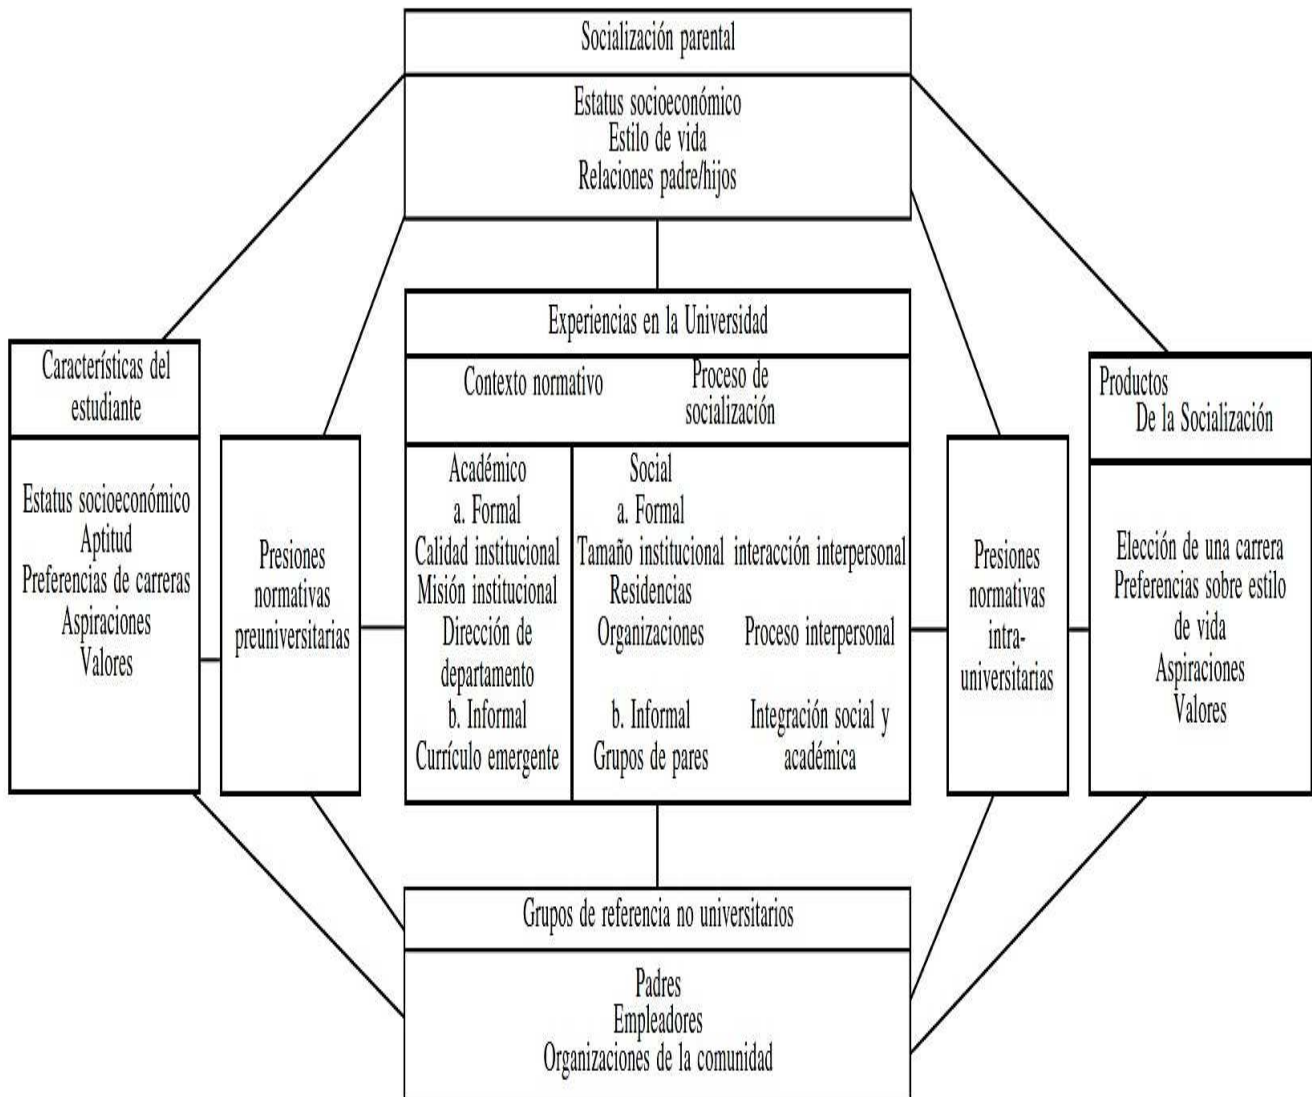 Socialización parental
Estatus socioeconómico
Estilo de vida
Relaciones padre/hijos
Características del
estudiante
Estatus socioeconómico
Aptitud
Preferencias de carreras
Aspiraciones
Valores
Presiones
normativas
preuniversitarias
Experiencias en la Universidad
Contexto normativo
Proceso de
socialización
Académico
a. Formal
Calidad institucional
Misión institucional
Dirección de
departamento
b. Informal
Currículo emergente
Social
a. Formal
Tamaño institucional
Residencias
Organizaciones
b. Informal
Grupos de pares
interacción interpersonal
Proceso interpersonal
Integración social y
académica
Presiones
normativas
intra-
universitarias
Productos
De la Socialización
Elección de una carrera
Preferencias sobre estilo
de vida
Aspiraciones
Valores
Grupos de referencia no universitarios
Padres
Empleadores
Organizaciones de la comunidad